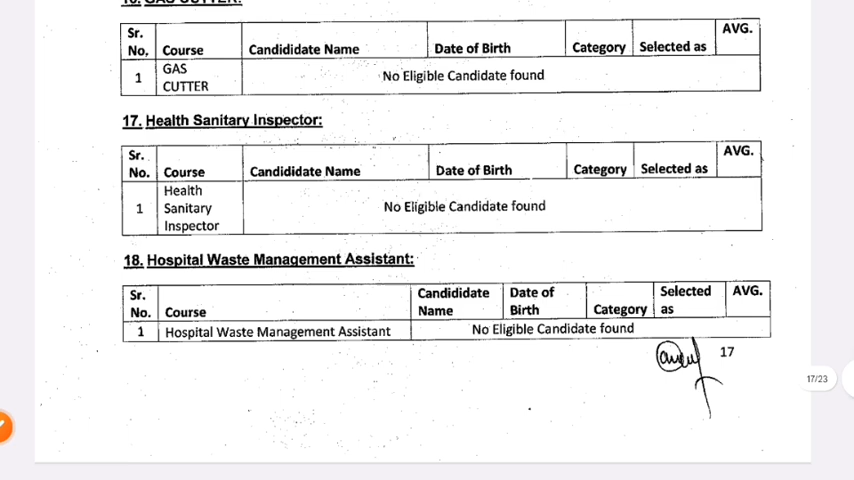 16. GAS CUTTER:
Sr. No. Course Candididate Name Date of Birth Category Selected as AVG.
1 GAS CUTTER No Eligible Candidate found
17. Health Sanitary Inspector:
Sr. No. Course Candididate Name Date of Birth Category Selected as AVG.
1 Health Sanitary Inspector No Eligible Candidate found
18. Hospital Waste Management Assistant:
Sr. No. Course Candididate Name Date of Birth Category Selected as AVG.
1 Hospital Waste Management Assistant No Eligible Candidate found
17
17/23